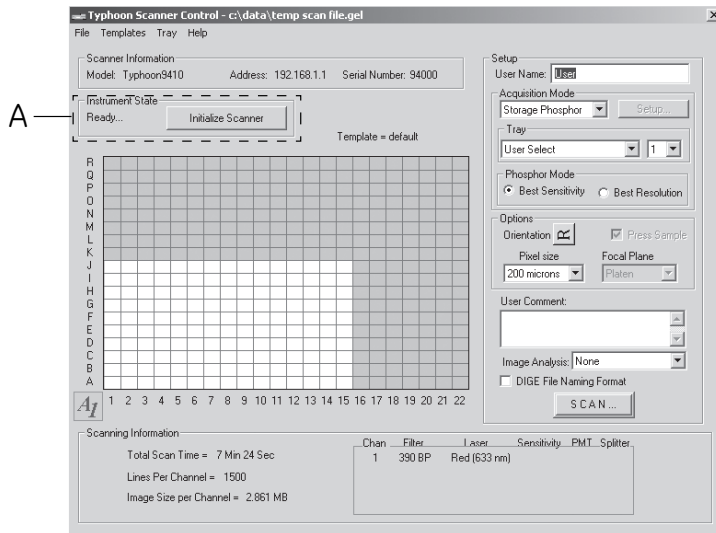 Typhoon Scanner Control - c:\data\temp scan file.gel
File Templates Tray Help
Scanner Information
Model: Typhoon9410 Address: 192.168.1.1 Serial Number: 94000
A
Instrument State
Ready... Initialize Scanner
Template = default
R
Q
P
O
N
M
L
K
J
I
H
G
F
E
D
C
B
A
A1 1 2 3 4 5 6 7 8 9 10 11 12 13 14 15 16 17 18 19 20 21 22
Setup
User Name: User
Acquisition Mode
Storage Phosphor Setup...
Tray
User Select 1
Phosphor Mode
Best Sensitivity Best Resolution
Options
Orientation R Press Sample
Pixel size Focal Plane
200 microns Platen
User Comment:
Image Analysis: None
DIGE File Naming Format
SCAN...
Scanning Information
Total Scan Time = 7 Min 24 Sec
Lines Per Channel = 1500
Image Size per Channel = 2.861 MB
Chan Filter Laser Sensitivity PMT Splitter
1 390 BP Red (633 nm)